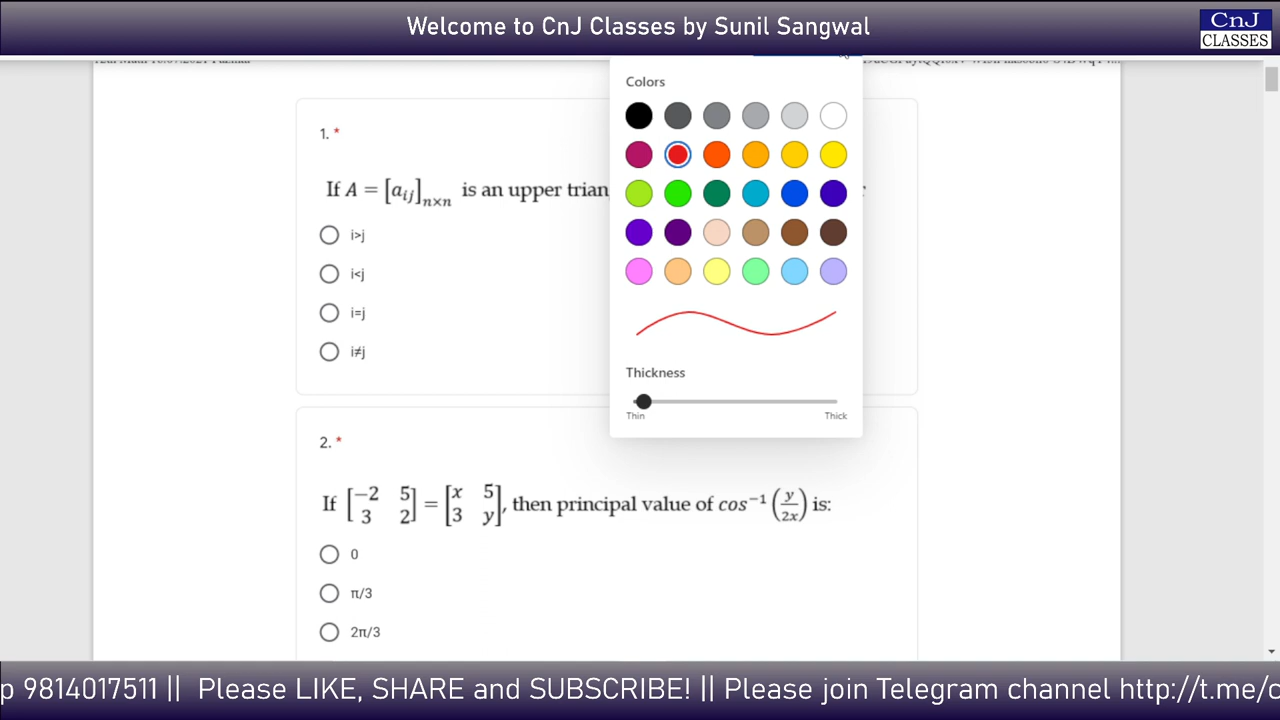 Welcome to CnJ Classes by Sunil Sangwal
CnJ
CLASSES
Colors
1. *
If A = [aij]n×n is an upper trian
i>j
i<j
i=j
i≠j
Thickness
Thin Thick
2. *
If [−2 5 3 2] = [x 5 3 y], then principal value of cos−1 (y/2x) is:
0
π/3
2π/3
p 9814017511 || Please LIKE, SHARE and SUBSCRIBE! || Please join Telegram channel http://t.me/c